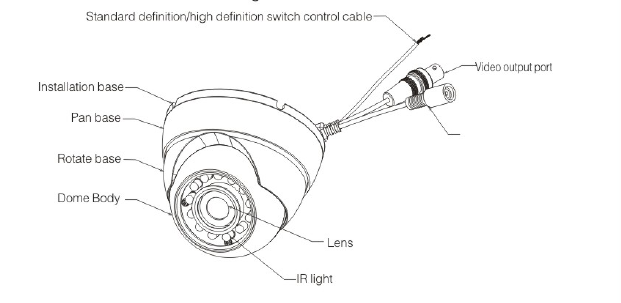 Standard definition/high definition switch control cable
Video output port
Installation base
Pan base
Rotate base
Dome Body
Lens
IR light